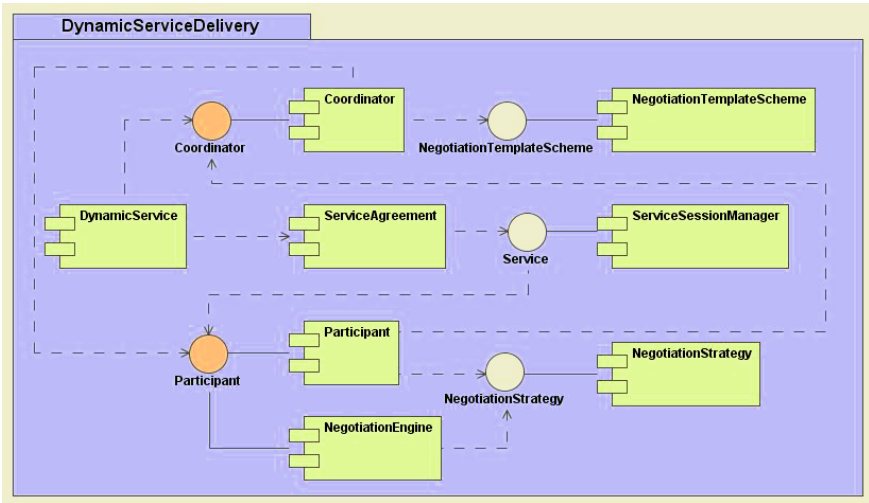 DynamicServiceDelivery
Coordinator
NegotiationTemplateScheme
Coordinator
NegotiationTemplateScheme
DynamicService
ServiceAgreement
ServiceSessionManager
Service
Participant
NegotiationStrategy
Participant
NegotiationStrategy
NegotiationEngine